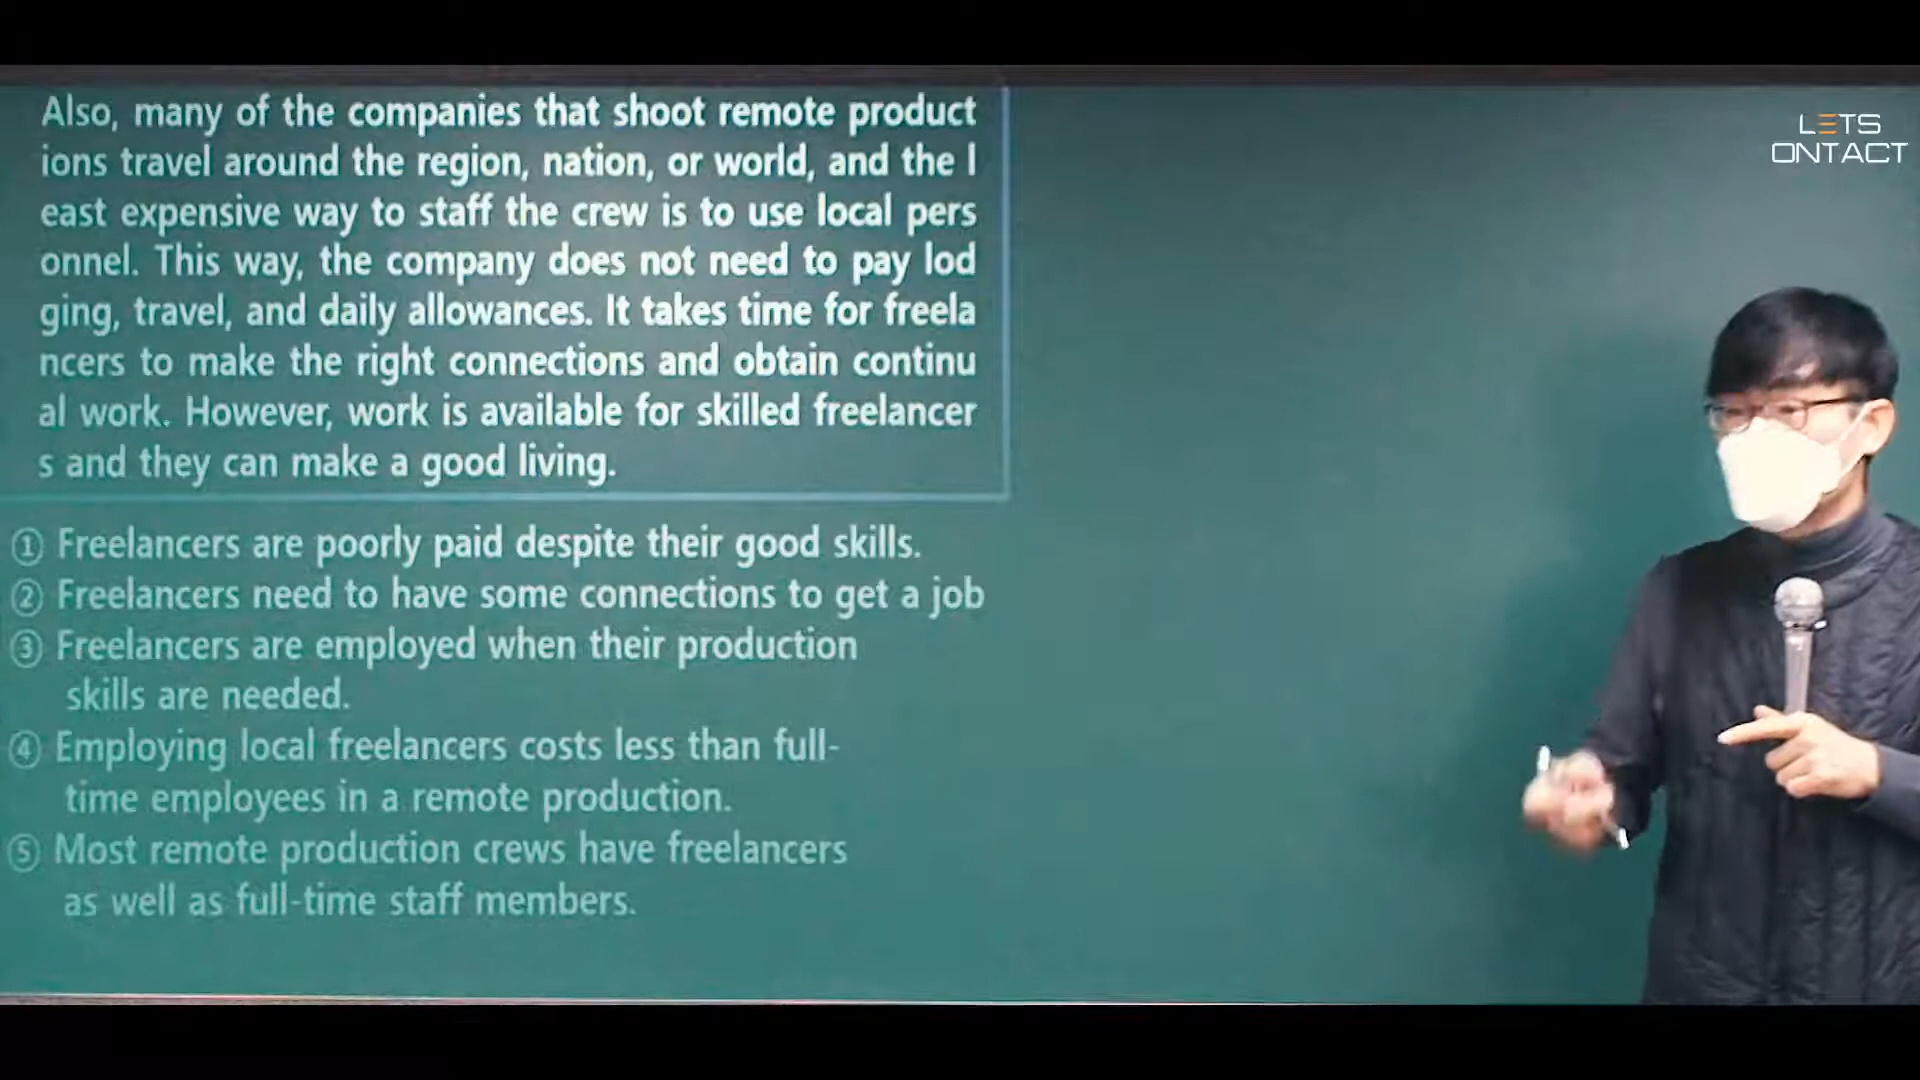 Also, many of the companies that shoot remote product
ions travel around the region, nation, or world, and the l
east expensive way to staff the crew is to use local pers
onnel. This way, the company does not need to pay lod
ging, travel, and daily allowances. It takes time for freela
ncers to make the right connections and obtain continu
al work. However, work is available for skilled freelancer
s and they can make a good living.
① Freelancers are poorly paid despite their good skills.
② Freelancers need to have some connections to get a job
③ Freelancers are employed when their production
skills are needed.
④ Employing local freelancers costs less than full-
time employees in a remote production.
⑤ Most remote production crews have freelancers
as well as full-time staff members.
LETS
ONTACT